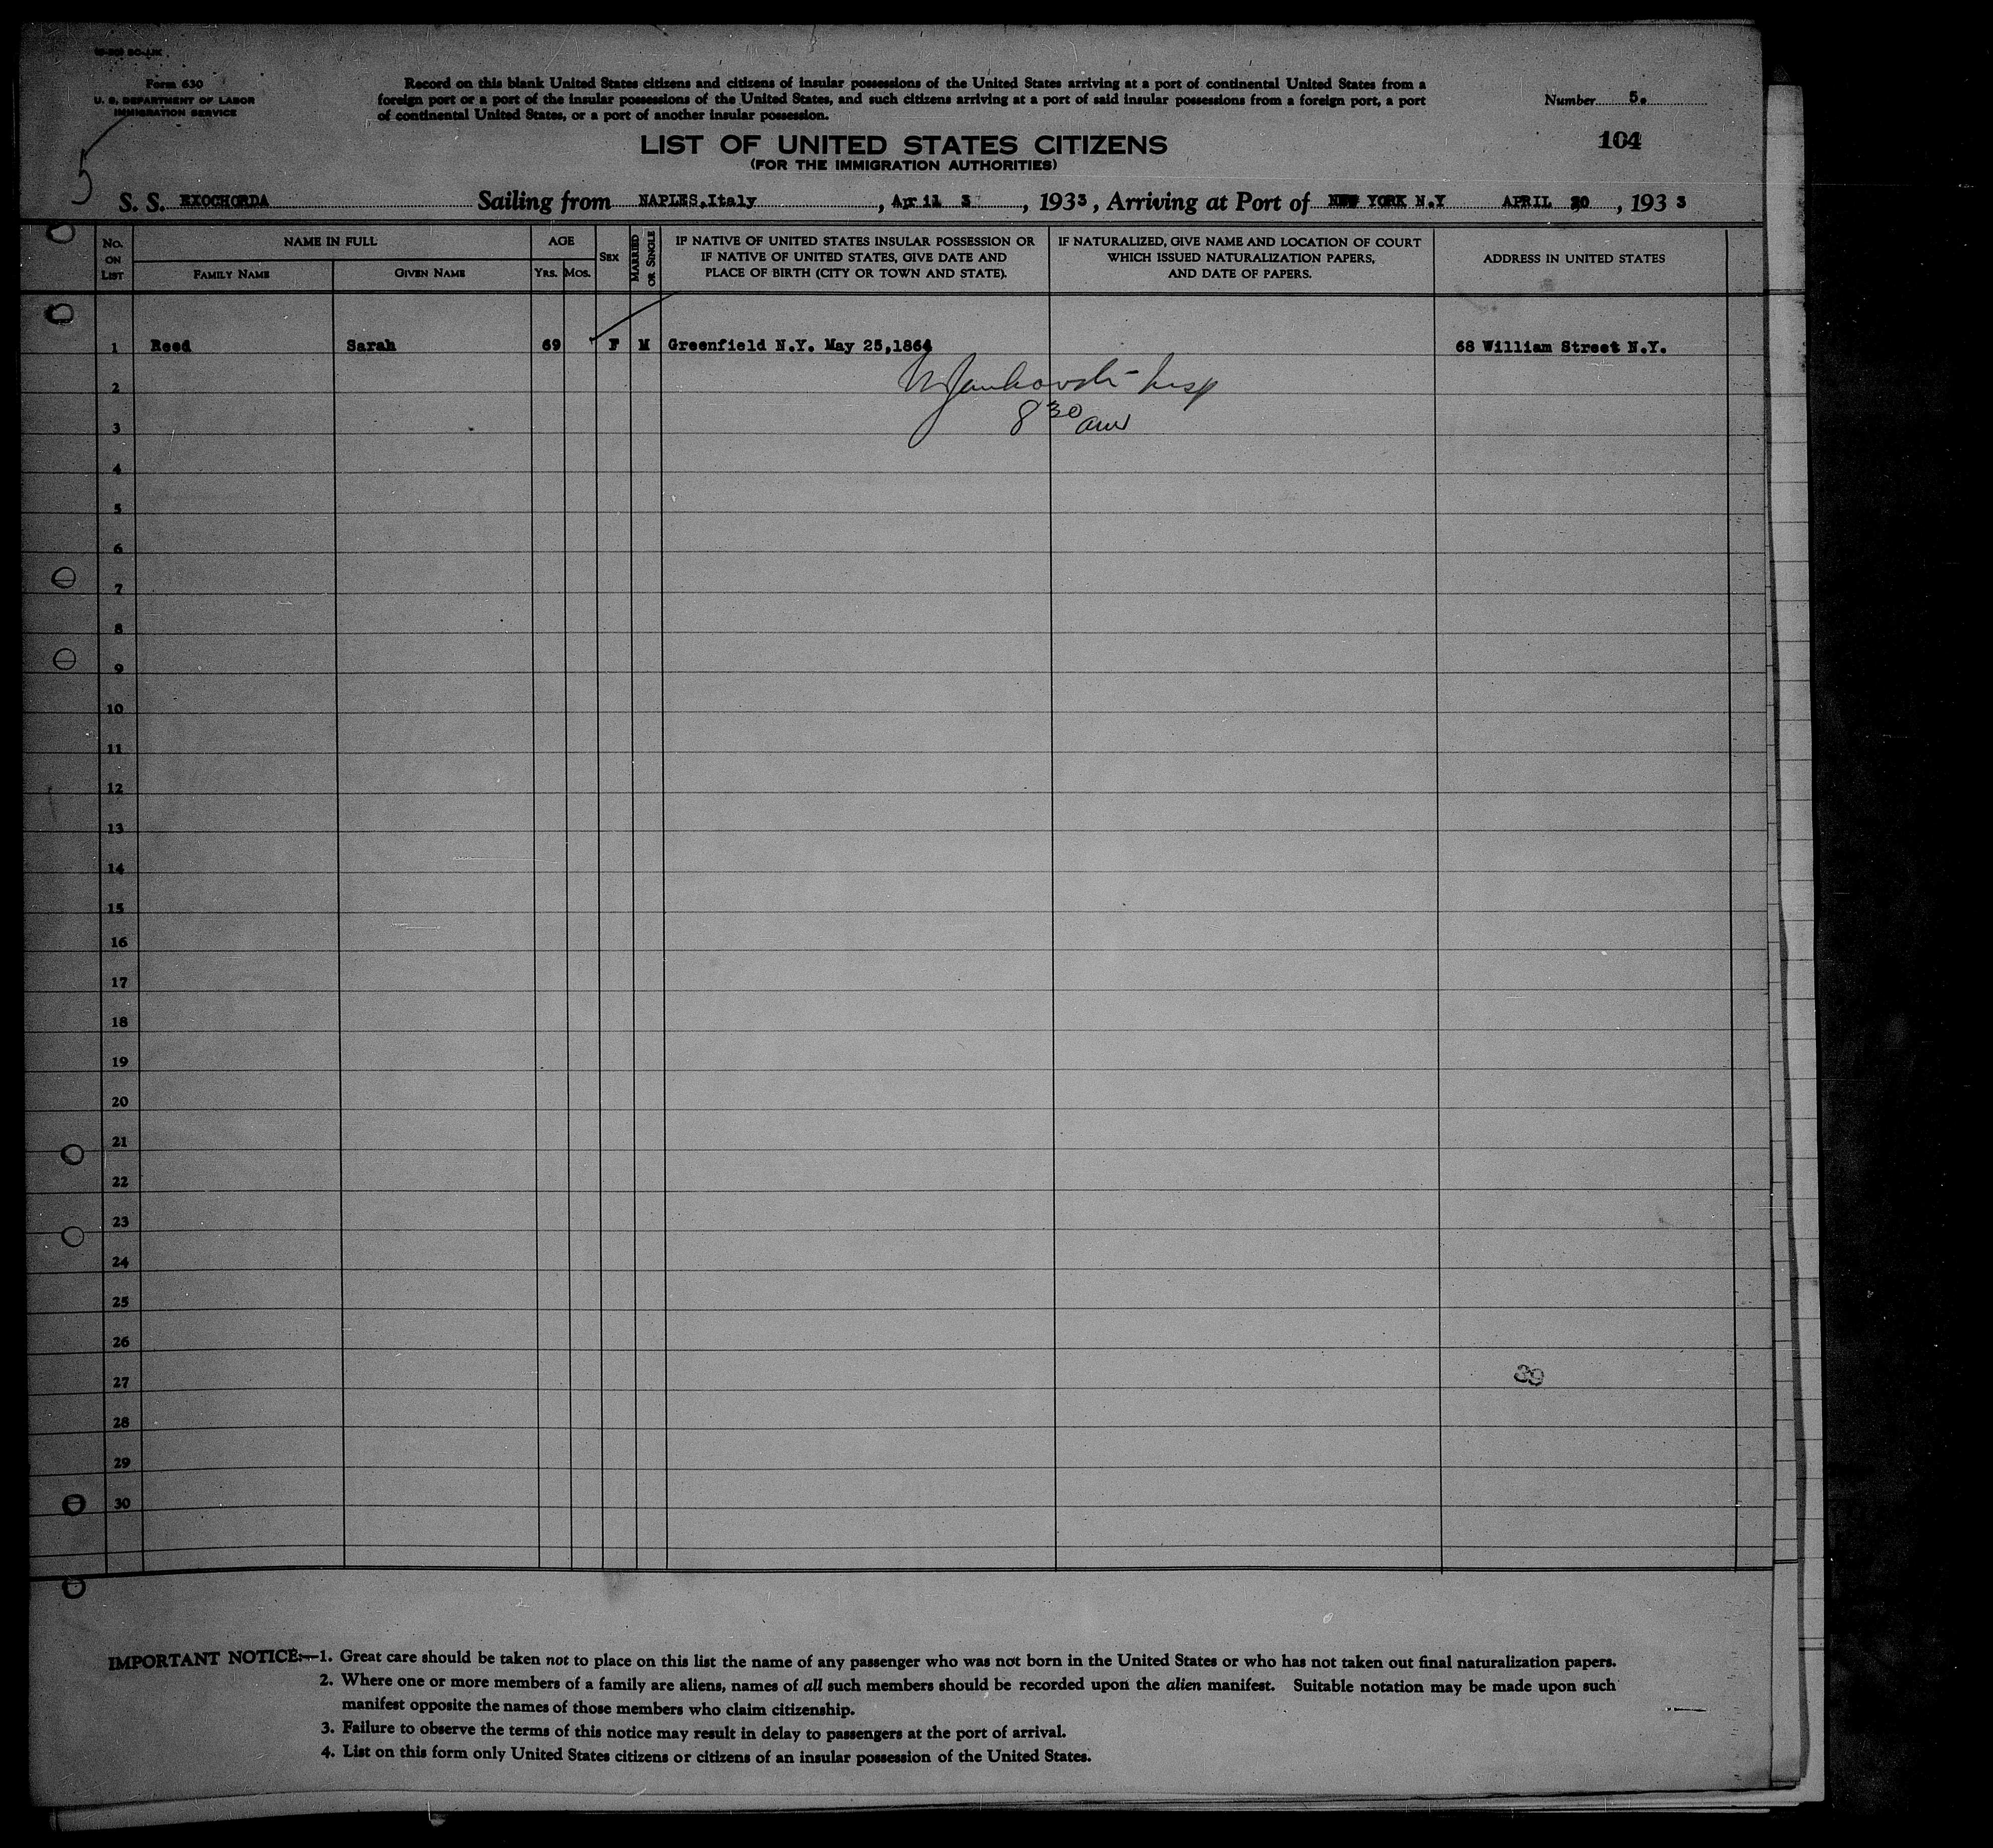 Form 630
U. S. DEPARTMENT OF LABOR
IMMIGRATION SERVICE
Record on this blank United States citizens and citizens of insular possessions of the United States arriving at a port of continental United States from a
foreign port or a port of the insular possessions of the United States, and such citizens arriving at a port of said insular possessions from a foreign port, a port
of continental United States, or a port of another insular possession.
Number 5.
104
LIST OF UNITED STATES CITIZENS
(FOR THE IMMIGRATION AUTHORITIES)
5
S. S. EXOCHORDA Sailing from NAPLES,Italy, April 3, 1933, Arriving at Port of NEW YORK N.Y APRIL 20, 1933
No. ON LIST
NAME IN FULL
FAMILY NAME
GIVEN NAME
AGE
YRS. MOS.
SEX
MARRIED OR SINGLE
IF NATIVE OF UNITED STATES INSULAR POSSESSION OR
IF NATIVE OF UNITED STATES, GIVE DATE AND
PLACE OF BIRTH (CITY OR TOWN AND STATE).
IF NATURALIZED, GIVE NAME AND LOCATION OF COURT
WHICH ISSUED NATURALIZATION PAPERS,
AND DATE OF PAPERS.
ADDRESS IN UNITED STATES
1 Reed Sarah 69 F M Greenfield N.Y. May 25,1864 68 William Street N.Y.
2
8 30 am
3
4
5
6
7
8
9
10
11
12
13
14
15
16
17
18
19
20
21
22
23
24
25
26
39
27
28
29
30
IMPORTANT NOTICE:—1. Great care should be taken not to place on this list the name of any passenger who was not born in the United States or who has not taken out final naturalization papers.
2. Where one or more members of a family are aliens, names of all such members should be recorded upon the alien manifest. Suitable notation may be made upon such
manifest opposite the names of those members who claim citizenship.
3. Failure to observe the terms of this notice may result in delay to passengers at the port of arrival.
4. List on this form only United States citizens or citizens of an insular possession of the United States.